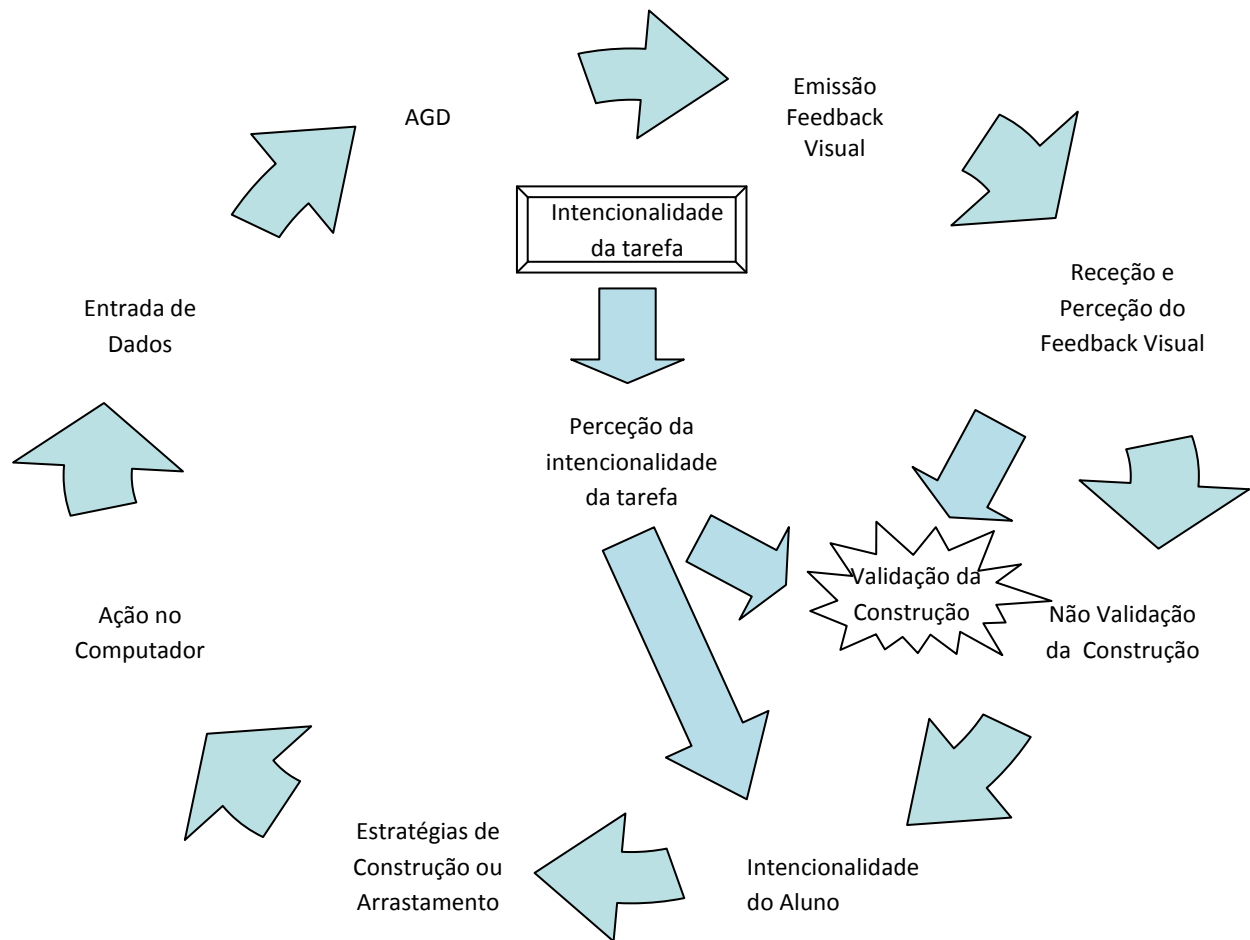 AGD
Emissão
Feedback
Visual
Intencionalidade
da tarefa
Receção e
Perceção do
Feedback Visual
Entrada de
Dados
Perceção da
intencionalidade
da tarefa
Validação da
Construção
Não Validação
da Construção
Ação no
Computador
Estratégias de
Construção ou
Arrastamento
Intencionalidade
do Aluno